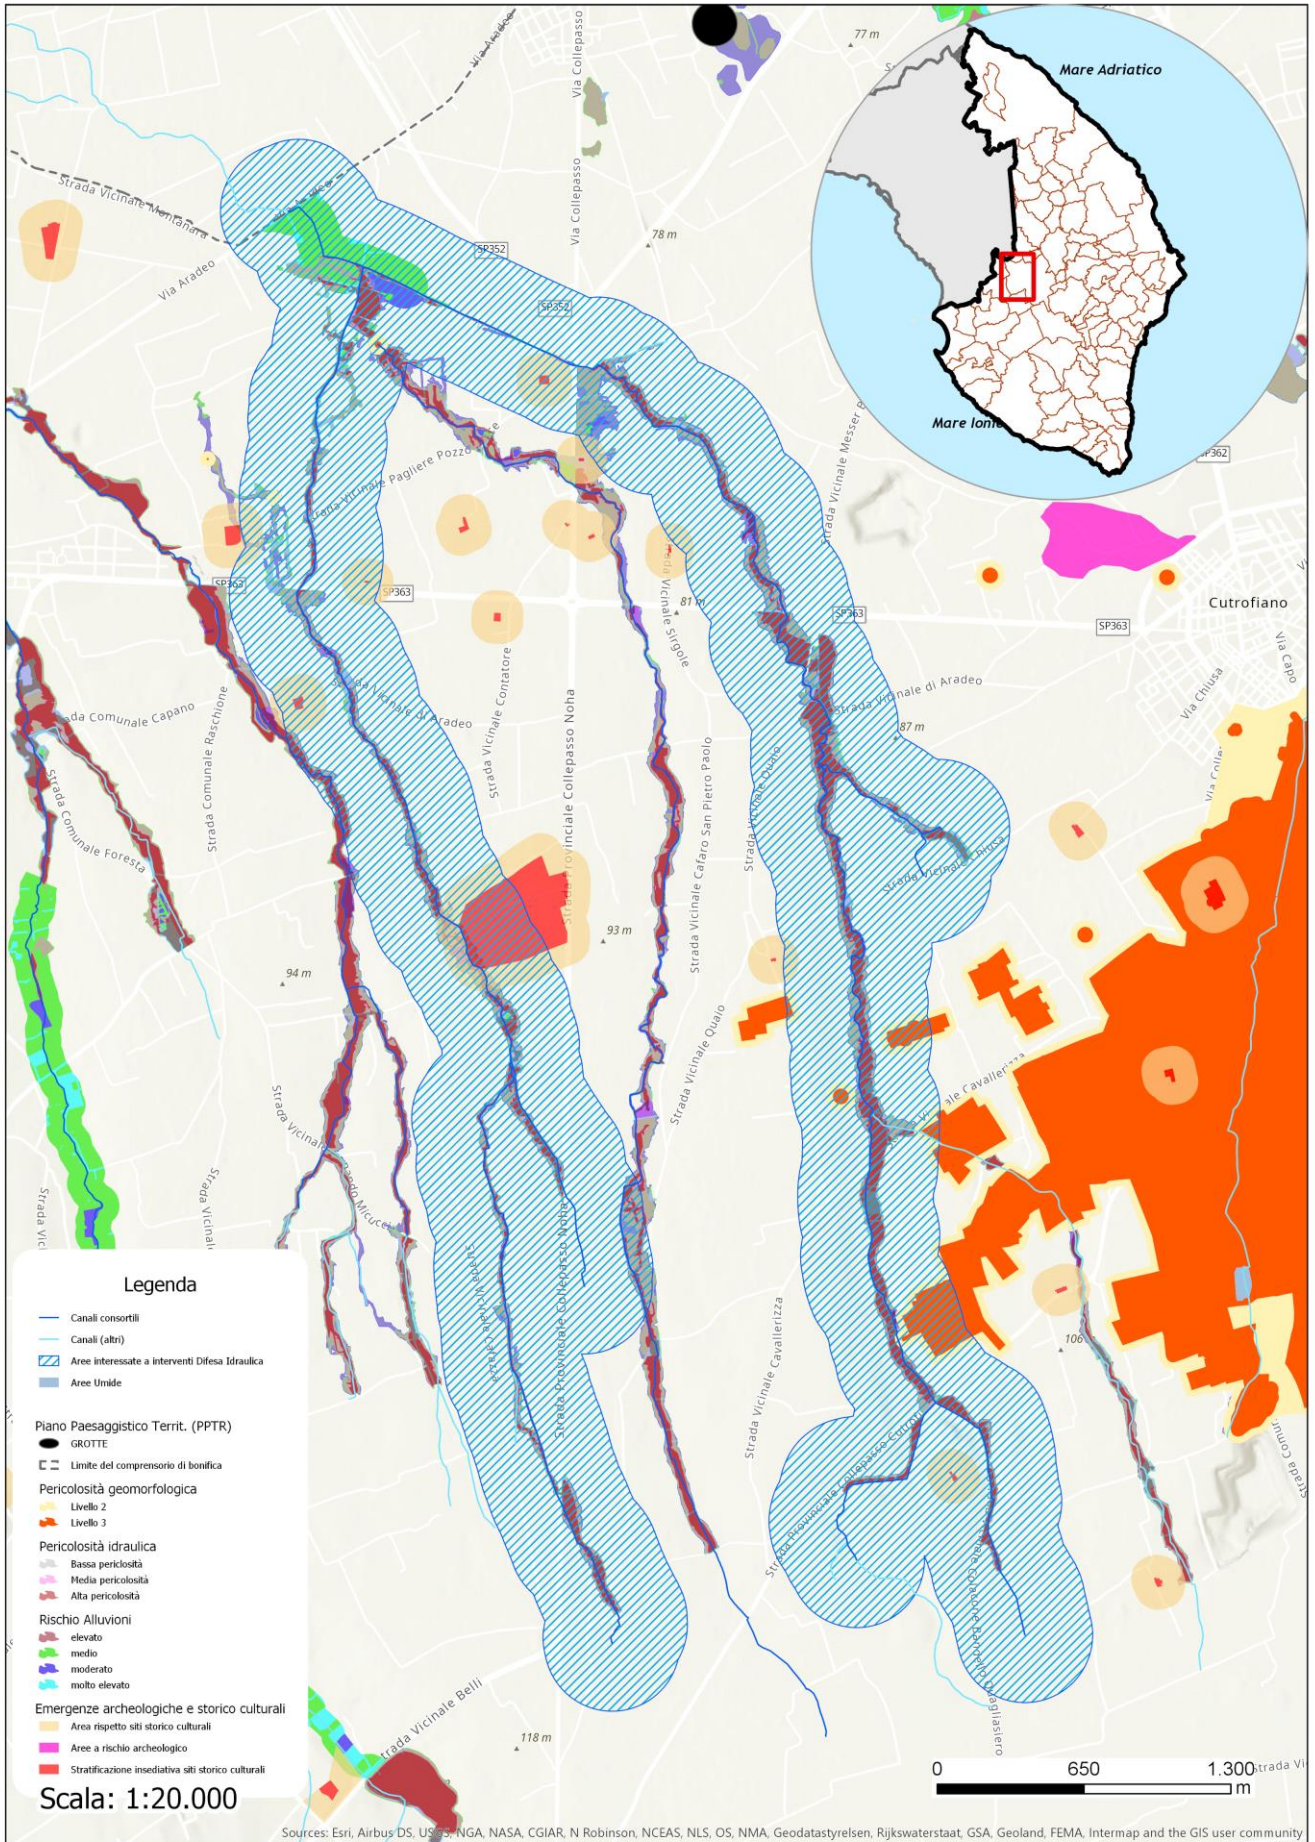 Via Aradeo
Via Collepasso
77 m
Mare Adriatico
Strada Vicinale Montanara
Via Collepasso
78 m
SP352
Via Aradeo
SP352
Mare Ionio
Strada Vicinale Messer
SP362
Strada Vicinale Pagliere Pozzo
SP363
SP363
81 m
SP363
SP363
Cutrofiano
Strada Vicinale Sirgole
Via Capo
Via Chiusa
Strada Vicinale di Aradeo
Strada Vicinale di Aradeo
87 m
Strada Comunale Capano
Strada Comunale Raschione
Strada Vicinale Contatore
Strada Provinciale Collepasso Noha
Strada Vicinale Cafaro San Pietro Paolo
Strada Vicinale Quaio
Strada Comunale Foresta
Strada Vicinale Chiusa
93 m
94 m
Strada Vicinale Quaio
Strada Vicinale Cavallerizza
Strada Provinciale Collepasso Noha
Strada Vicinale Cavallerizza
106
Strada Provinciale Collepasso Cutrofi
Strada Vicinale Belli
118 m
Legenda
Canali consortili
Canali (altri)
Aree interessate a interventi Difesa Idraulica
Aree Umide
Piano Paesaggistico Territ. (PPTR)
GROTTE
Limite del comprensorio di bonifica
Pericolosità geomorfologica
Livello 2
Livello 3
Pericolosità idraulica
Bassa periclosità
Media pericolosità
Alta pericolosità
Rischio Alluvioni
elevato
medio
moderato
molto elevato
Emergenze archeologiche e storico culturali
Area rispetto siti storico culturali
Aree a rischio archeologico
Stratificazione insediativa siti storico culturali
Scala: 1:20.000
0 650 1.300
m
Sources: Esri, Airbus DS, USGS, NGA, NASA, CGIAR, N Robinson, NCEAS, NLS, OS, NMA, Geodatastyrelsen, Rijkswaterstaat, GSA, Geoland, FEMA, Intermap and the GIS user community